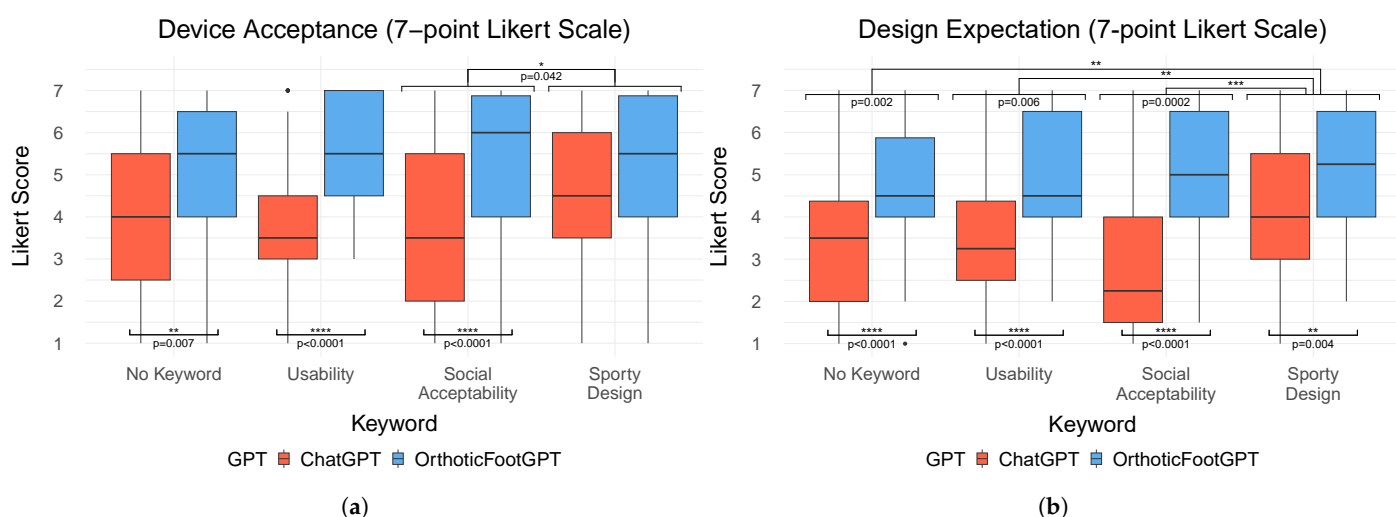 Device Acceptance (7–point Likert Scale)
*
p=0.042
7
6
5
4
3
2
1
Likert Score
**
p=0.007
****
p<0.0001
****
p<0.0001
No Keyword
Usability
Social
Acceptability
Sporty
Design
Keyword
GPT ChatGPT OrthoticFootGPT
(a)
Design Expectation (7-point Likert Scale)
**
**
***
p=0.002
p=0.006
p=0.0002
7
6
5
4
3
2
1
Likert Score
****
p<0.0001
****
p<0.0001
****
p<0.0001
**
p=0.004
No Keyword
Usability
Social
Acceptability
Sporty
Design
Keyword
GPT ChatGPT OrthoticFootGPT
(b)